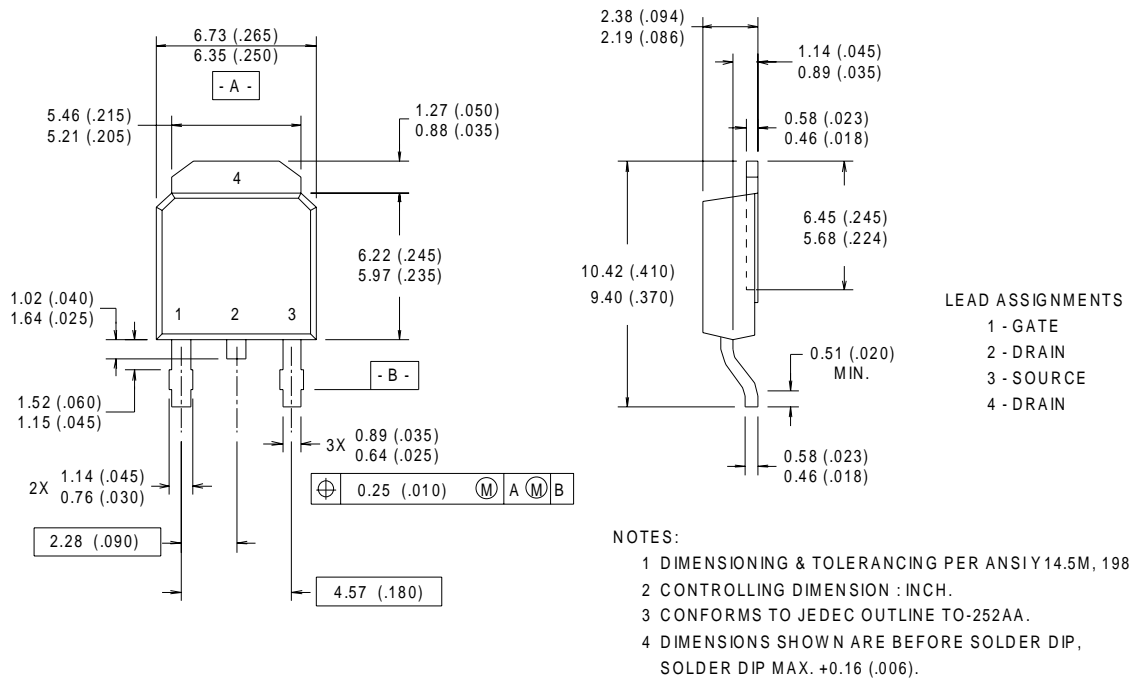 6.73 (.265)
6.35 (.250)
- A -
5.46 (.215)
5.21 (.205)
1.27 (.050)
0.88 (.035)
4
6.22 (.245)
5.97 (.235)
1.02 (.040)
1.64 (.025)
1 2 3
- B -
1.52 (.060)
1.15 (.045)
3X 0.89 (.035)
0.64 (.025)
2X 1.14 (.045)
0.76 (.030)
⌖ 0.25 (.010) Ⓜ A Ⓜ B
2.28 (.090)
4.57 (.180)
2.38 (.094)
2.19 (.086)
1.14 (.045)
0.89 (.035)
0.58 (.023)
0.46 (.018)
6.45 (.245)
5.68 (.224)
10.42 (.410)
9.40 (.370)
0.51 (.020)
MIN.
0.58 (.023)
0.46 (.018)
LEAD ASSIGNMENTS
1 - GATE
2 - DRAIN
3 - SOURCE
4 - DRAIN
NOTES:
1 DIMENSIONING & TOLERANCING PER ANSI Y14.5M, 198
2 CONTROLLING DIMENSION : INCH.
3 CONFORMS TO JEDEC OUTLINE TO-252AA.
4 DIMENSIONS SHOWN ARE BEFORE SOLDER DIP,
SOLDER DIP MAX. +0.16 (.006).